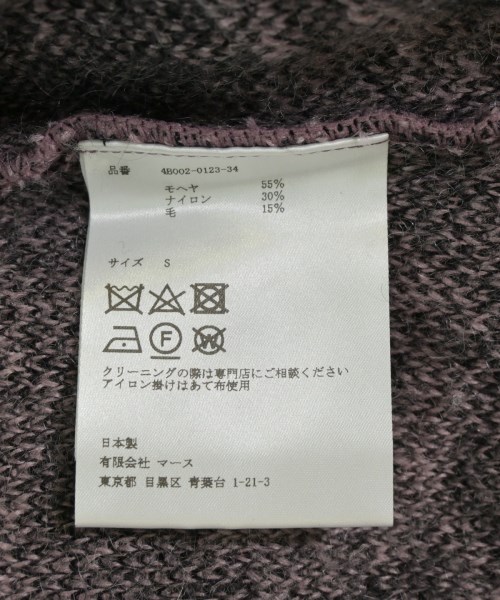 品番 4B002-0123-34
モヘヤ 55%
ナイロン 30%
毛 15%
サイズ S
F W
クリーニングの際は専門店にご相談ください
アイロン掛けはあて布使用
日本製
有限会社 マース
東京都 目黒区 青葉台 1-21-3